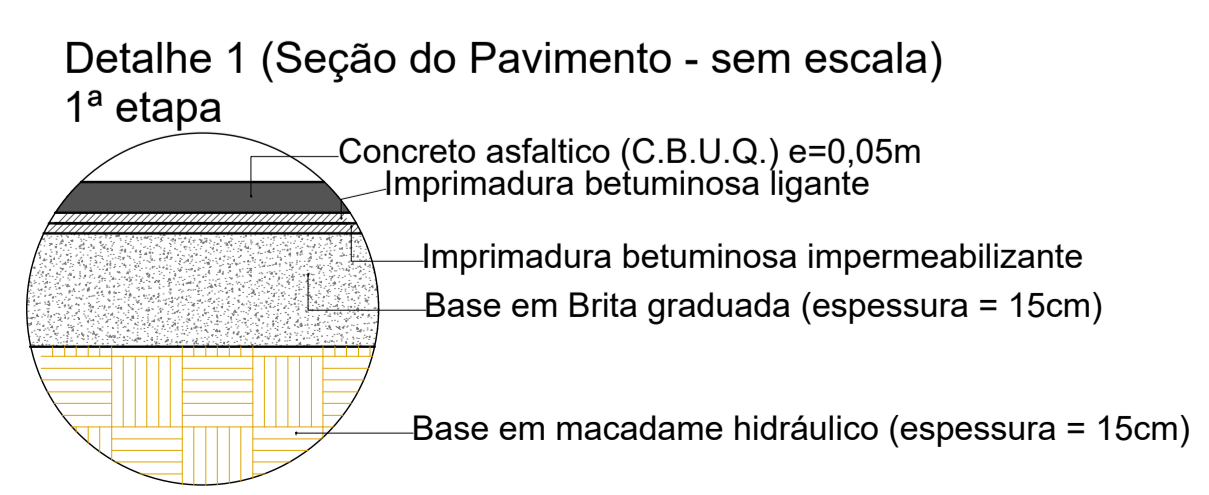 Detalhe 1 (Seção do Pavimento - sem escala)
1ª etapa
Concreto asfaltico (C.B.U.Q.) e=0,05m
Imprimadura betuminosa ligante
Imprimadura betuminosa impermeabilizante
Base em Brita graduada (espessura = 15cm)
Base em macadame hidráulico (espessura = 15cm)